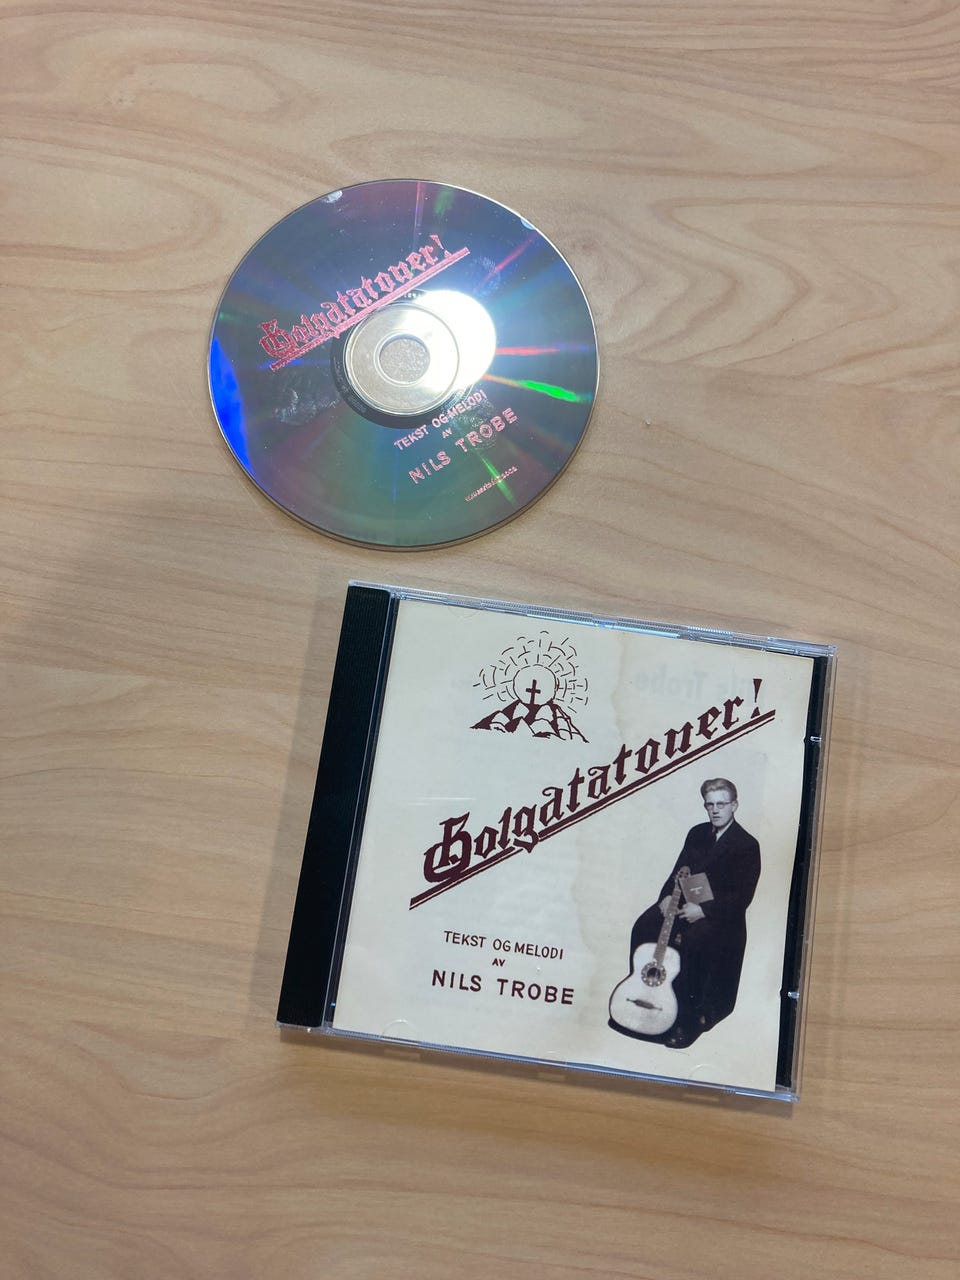 Golgatatoner!
TEKST OG MELODI
AV
NILS TROBE
Golgatatoner!
TEKST OG MELODI
AV
NILS TROBE